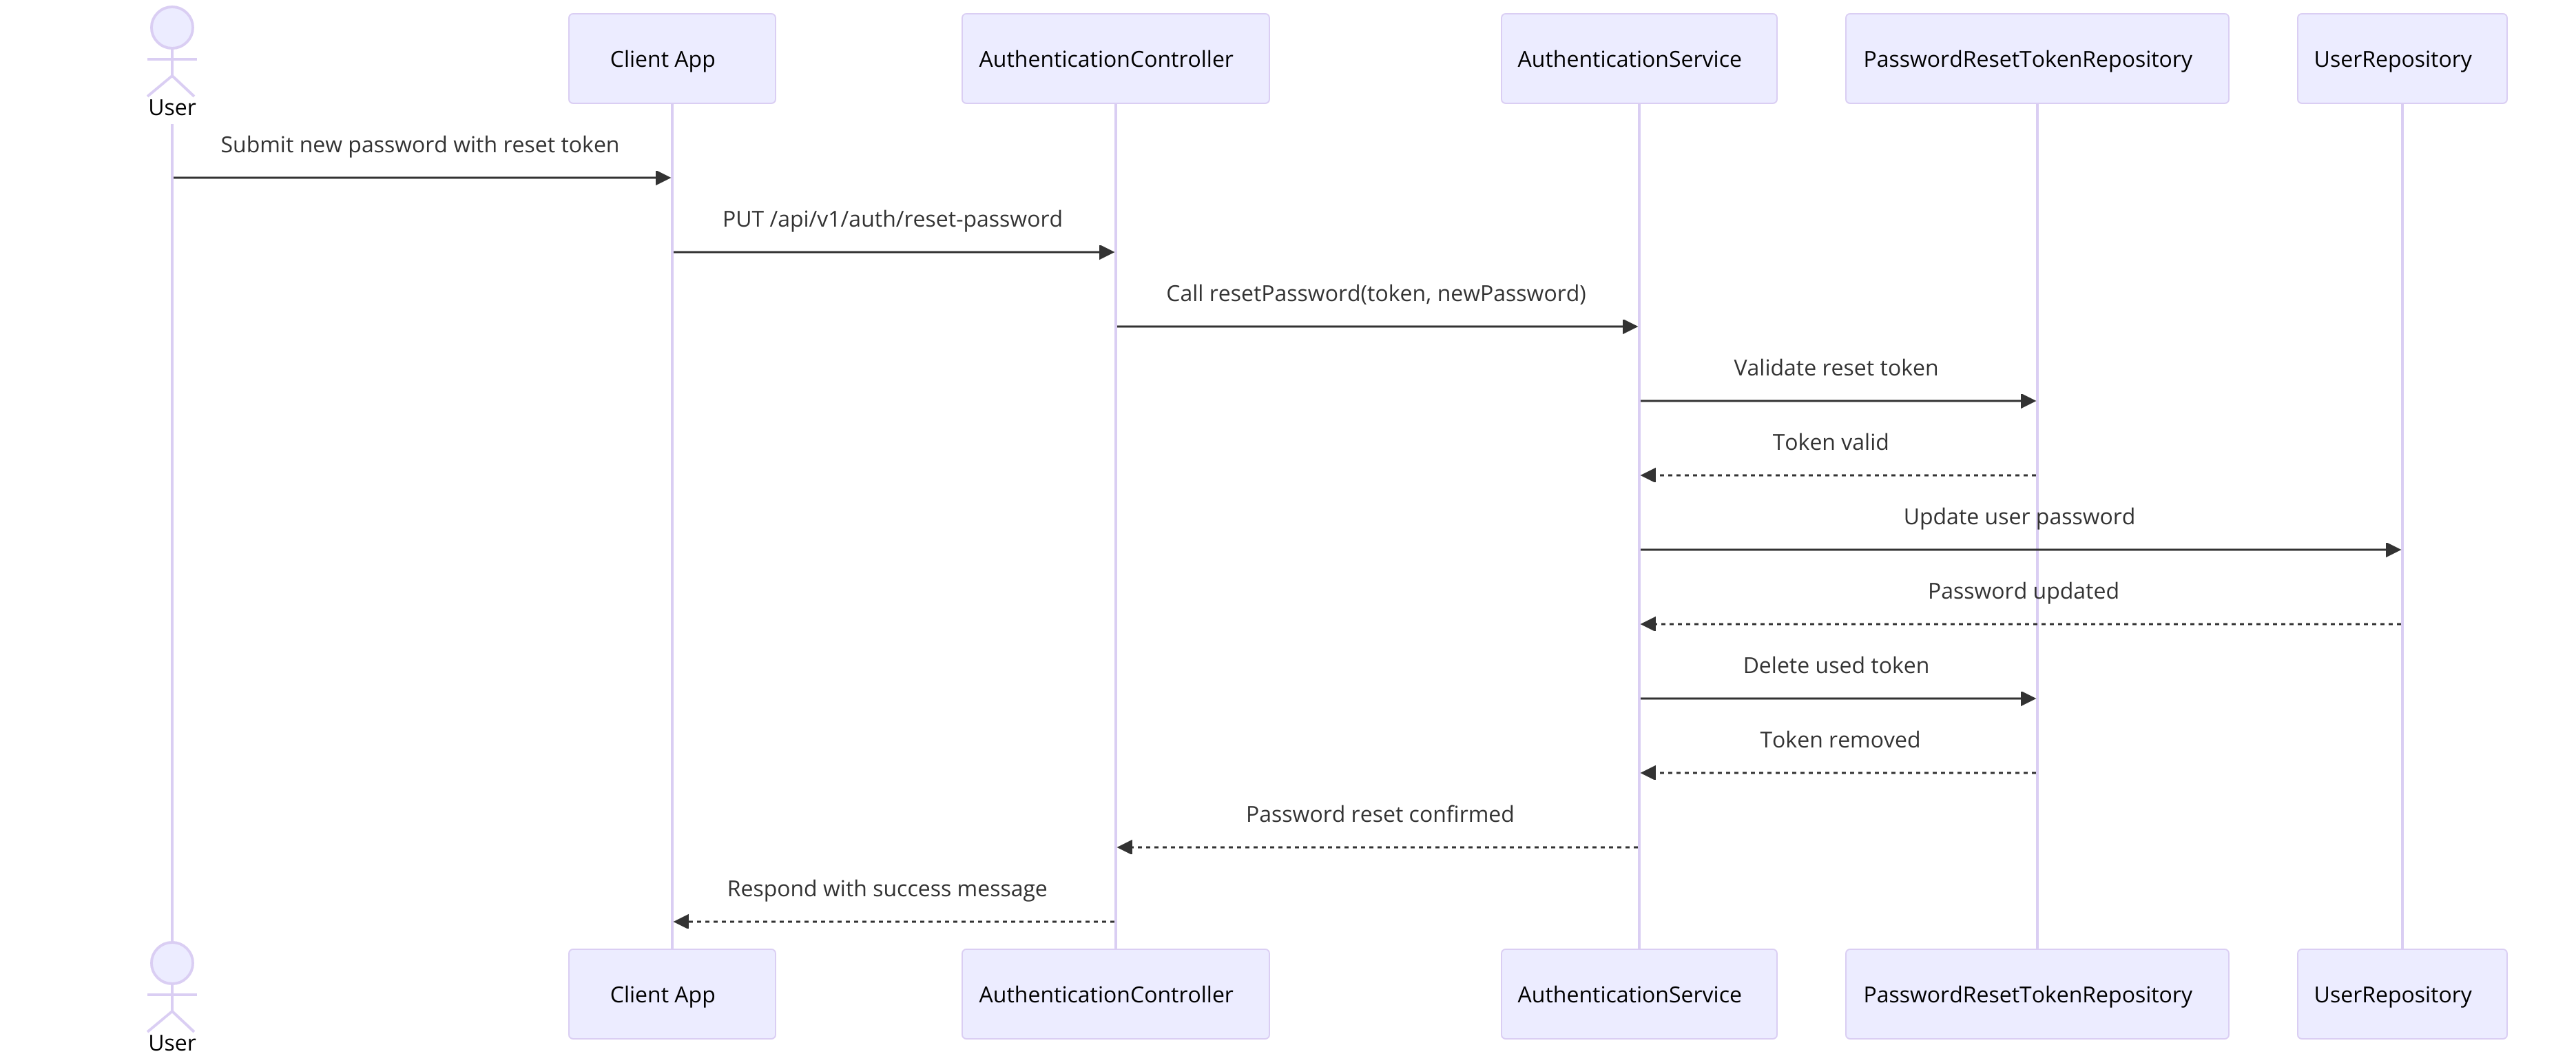 User
Client App
AuthenticationController
AuthenticationService
PasswordResetTokenRepository
UserRepository
Submit new password with reset token
PUT /api/v1/auth/reset-password
Call resetPassword(token, newPassword)
Validate reset token
Token valid
Update user password
Password updated
Delete used token
Token removed
Password reset confirmed
Respond with success message
User
Client App
AuthenticationController
AuthenticationService
PasswordResetTokenRepository
UserRepository